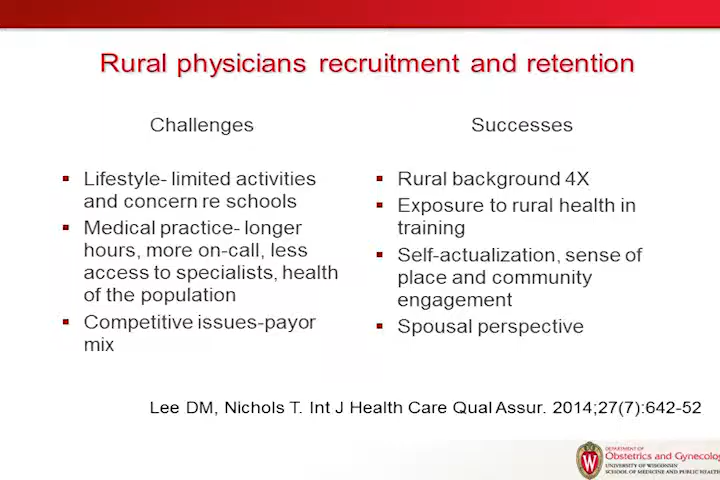 Rural physicians recruitment and retention
Challenges
Lifestyle- limited activities
and concern re schools
Medical practice- longer
hours, more on-call, less
access to specialists, health
of the population
Competitive issues-payor
mix
Successes
Rural background 4X
Exposure to rural health in
training
Self-actualization, sense of
place and community
engagement
Spousal perspective
Lee DM, Nichols T. Int J Health Care Qual Assur. 2014;27(7):642-52
W
DEPARTMENT OF
Obstetrics and Gynecolog
UNIVERSITY OF WISCONSIN
SCHOOL OF MEDICINE AND PUBLIC HEALTH